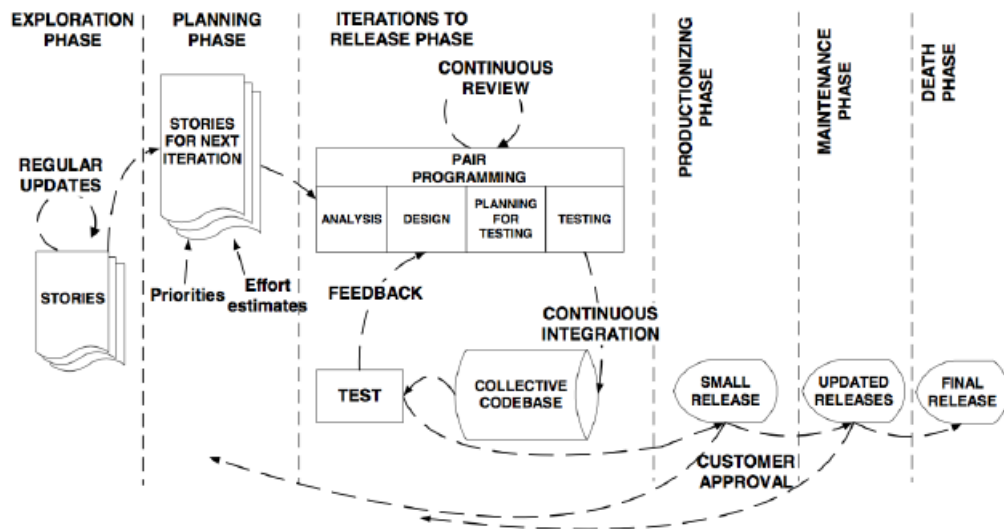 EXPLORATION
PHASE
PLANNING
PHASE
ITERATIONS TO
RELEASE PHASE
PRODUCTIONIZING
PHASE
MAINTENANCE
PHASE
DEATH
PHASE
CONTINUOUS
REVIEW
STORIES
FOR NEXT
ITERATION
REGULAR
UPDATES
PAIR
PROGRAMMING
ANALYSIS
DESIGN
PLANNING
FOR
TESTING
TESTING
STORIES
Priorities
Effort
estimates
FEEDBACK
CONTINUOUS
INTEGRATION
TEST
COLLECTIVE
CODEBASE
SMALL
RELEASE
UPDATED
RELEASES
FINAL
RELEASE
CUSTOMER
APPROVAL